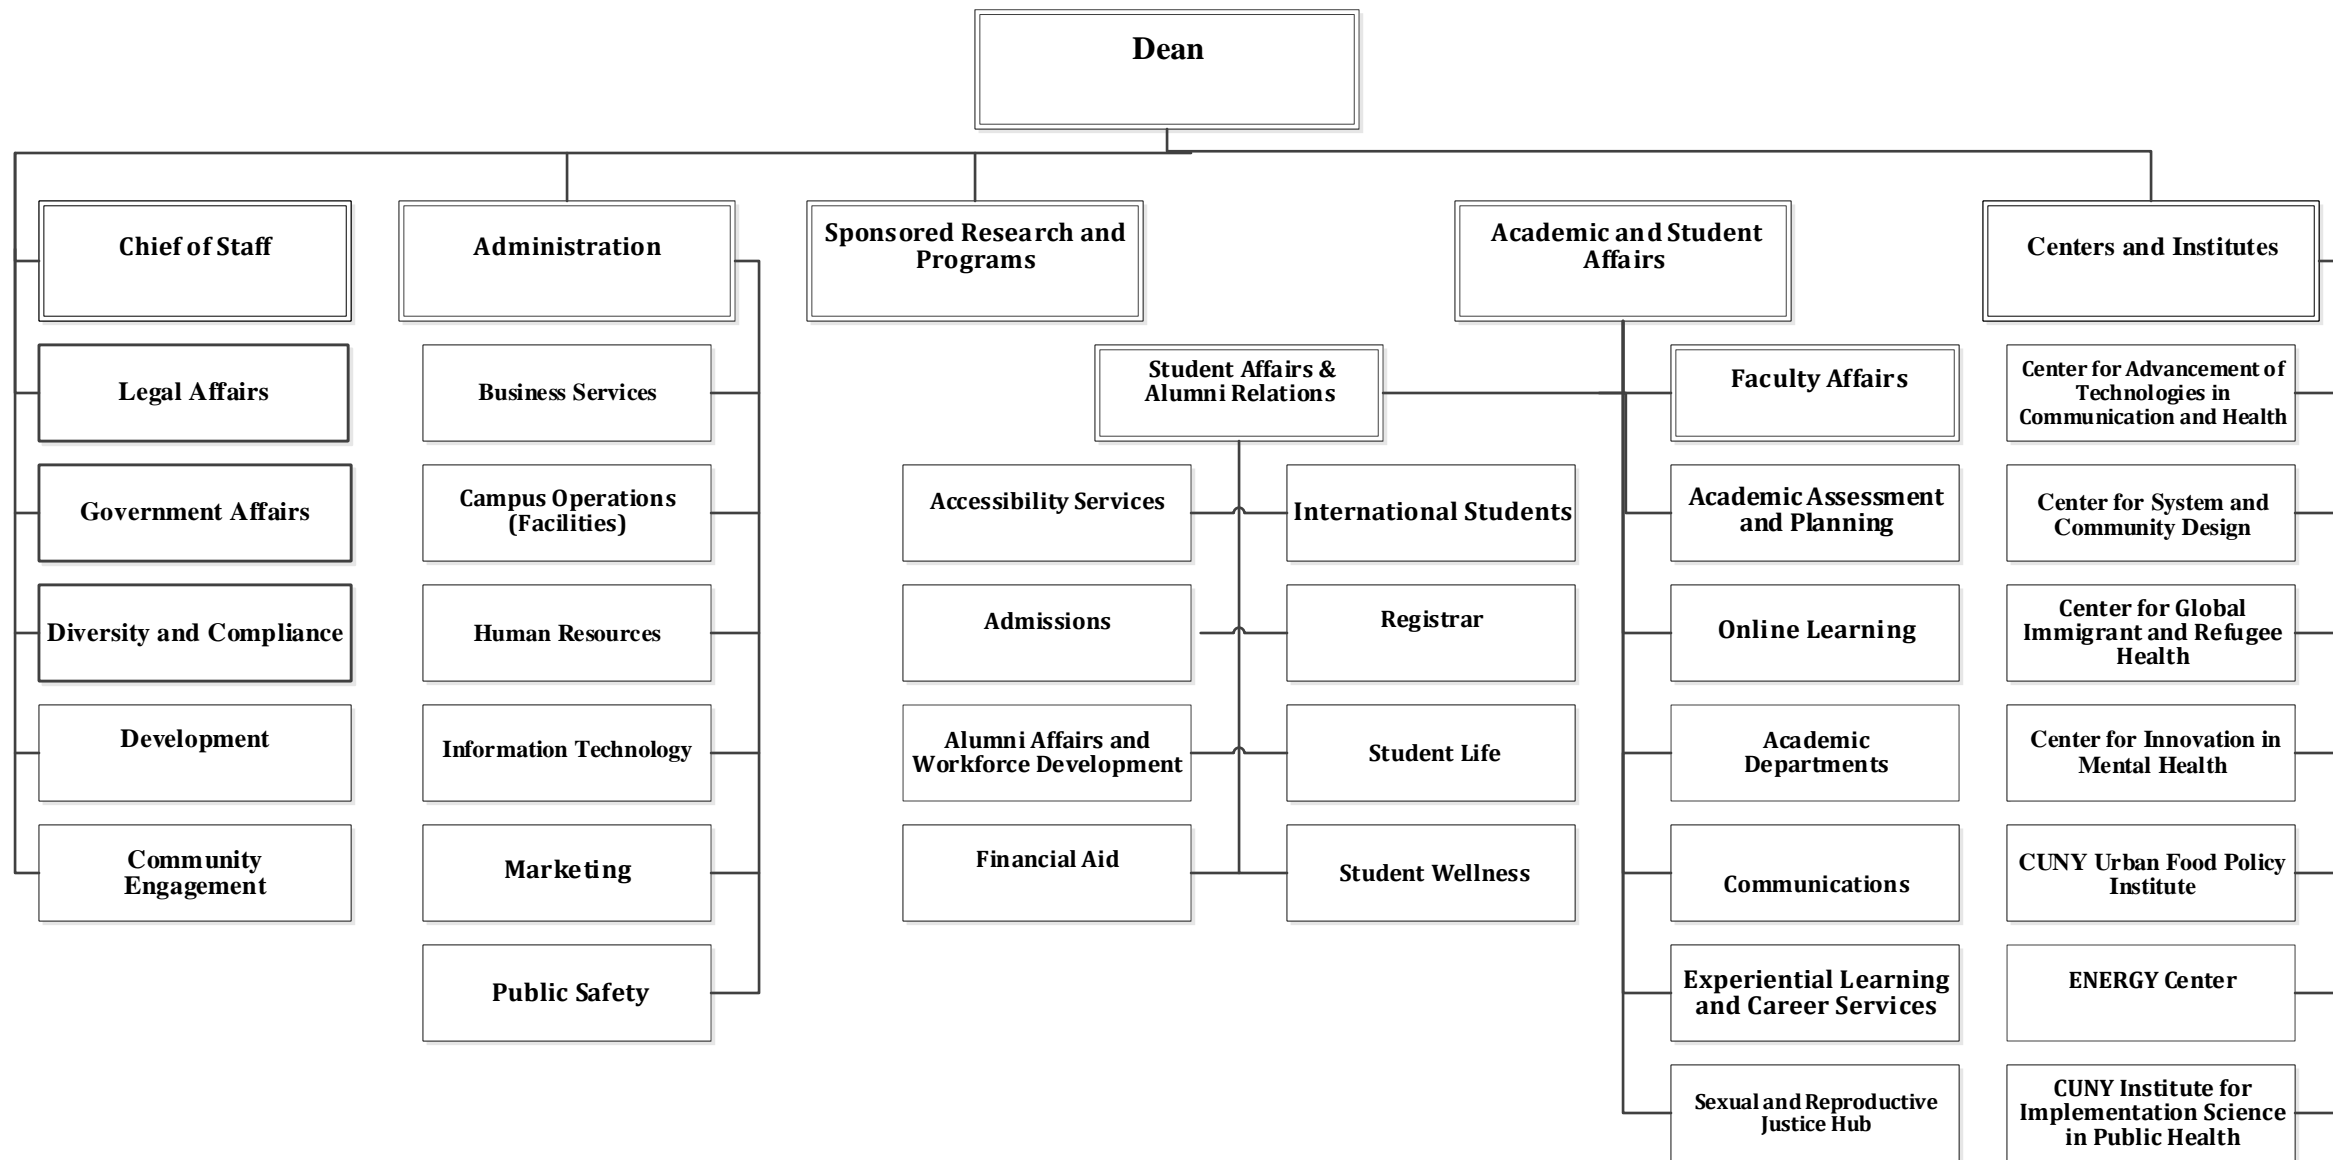 Dean
Chief of Staff
Administration
Sponsored Research and
Programs
Academic and Student
Affairs
Centers and Institutes
Legal Affairs
Government Affairs
Diversity and Compliance
Development
Community
Engagement
Business Services
Campus Operations
(Facilities)
Human Resources
Information Technology
Marketing
Public Safety
Student Affairs &
Alumni Relations
Accessibility Services
Admissions
Alumni Affairs and
Workforce Development
Financial Aid
International Students
Registrar
Student Life
Student Wellness
Faculty Affairs
Academic Assessment
and Planning
Online Learning
Academic
Departments
Communications
Experiential Learning
and Career Services
Sexual and Reproductive
Justice Hub
Center for Advancement of
Technologies in
Communication and Health
Center for System and
Community Design
Center for Global
Immigrant and Refugee
Health
Center for Innovation in
Mental Health
CUNY Urban Food Policy
Institute
ENERGY Center
CUNY Institute for
Implementation Science
in Public Health